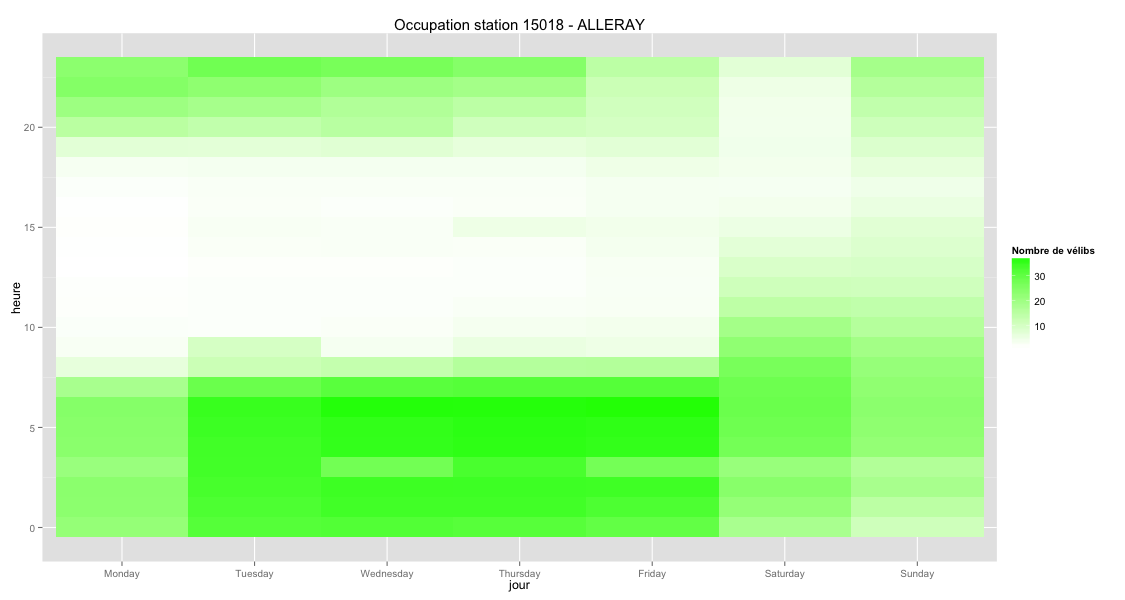 Occupation station 15018 - ALLERAY
heure
20
15
10
5
0
Monday Tuesday Wednesday Thursday Friday Saturday Sunday
jour
Nombre de vélibs
30
20
10